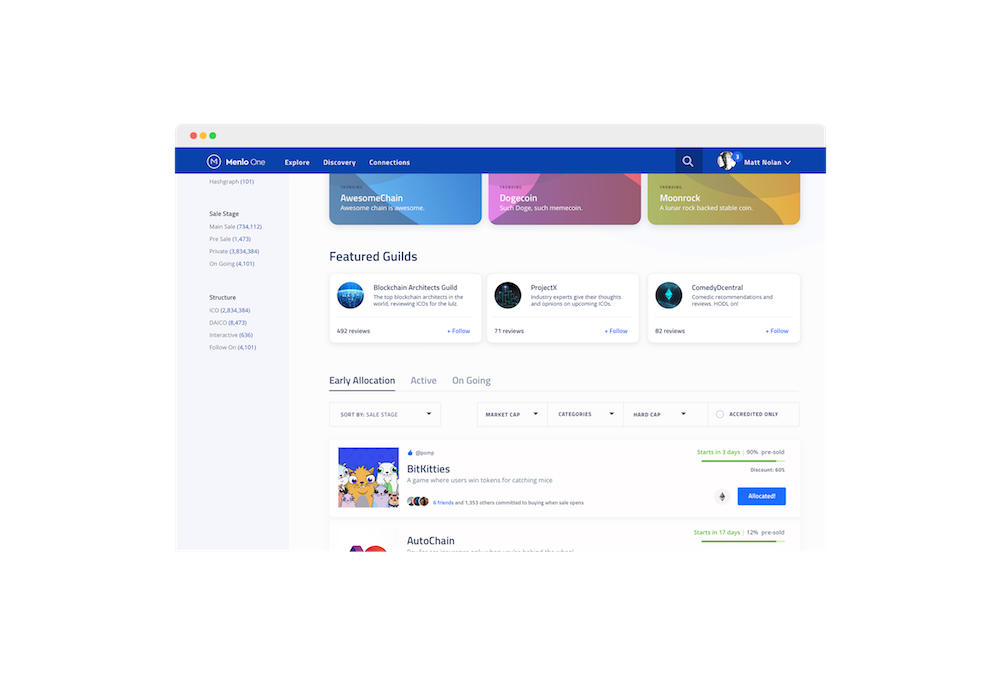 Menlo One
Explore
Discovery
Connections
3
Matt Nolan
Hashgraph (101)
Sale Stage
Main Sale (734,112)
Pre Sale (1,473)
Private (3,834,384)
On Going (4,101)
Structure
ICO (2,834,384)
DAICO (8,473)
Interactive (636)
Follow On (4,101)
TRENDING
AwesomeChain
Awesome chain is awesome.
TRENDING
Dogecoin
Such Doge, such memecoin.
TRENDING
Moonrock
A lunar rock backed stable coin.
Featured Guilds
Blockchain Architects Guild
The top blockchain architects in the
world, reviewing ICOs for the lulz.
492 reviews
+ Follow
ProjectX
Industry experts give their thoughts
and opinions on upcoming ICOs.
71 reviews
+ Follow
ComedyDcentral
Comedic recommendations and
reviews. HODL on!
82 reviews
+ Follow
Early Allocation
Active
On Going
SORT BY: SALE STAGE
MARKET CAP
CATEGORIES
HARD CAP
ACCREDITED ONLY
@pomp
BitKitties
A game where users win tokens for catching mice
6 friends and 1,353 others committed to buying when sale opens
Starts in 3 days | 90% pre-sold
Discount: 60%
Allocated!
AutoChain
Starts in 17 days | 12% pre-sold